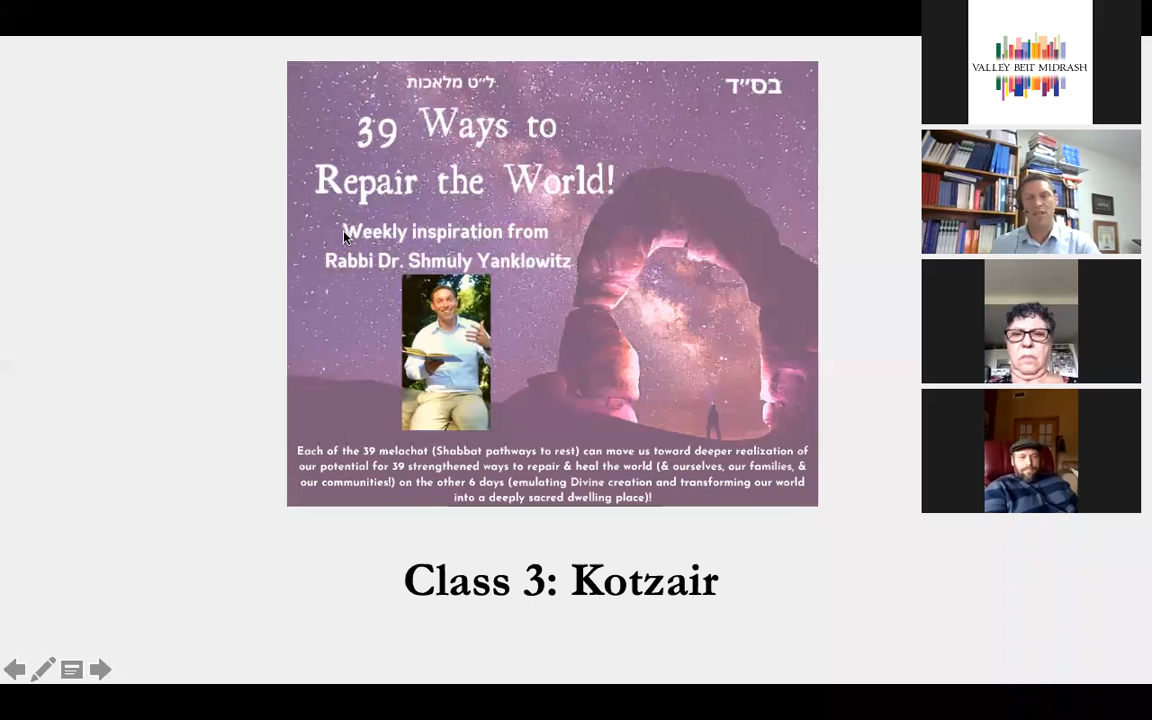 ל״ט מלאכות
בס״ד
39 Ways to
Repair the World!
Weekly inspiration from
Rabbi Dr. Shmuly Yanklowitz
Each of the 39 melachot (Shabbat pathways to rest) can move us toward deeper realization of
our potential for 39 strengthened ways to repair & heal the world (& ourselves, our families, &
our communities!) on the other 6 days (emulating Divine creation and transforming our world
into a deeply sacred dwelling place)!
Class 3: Kotzair
VALLEY BEIT MIDRASH